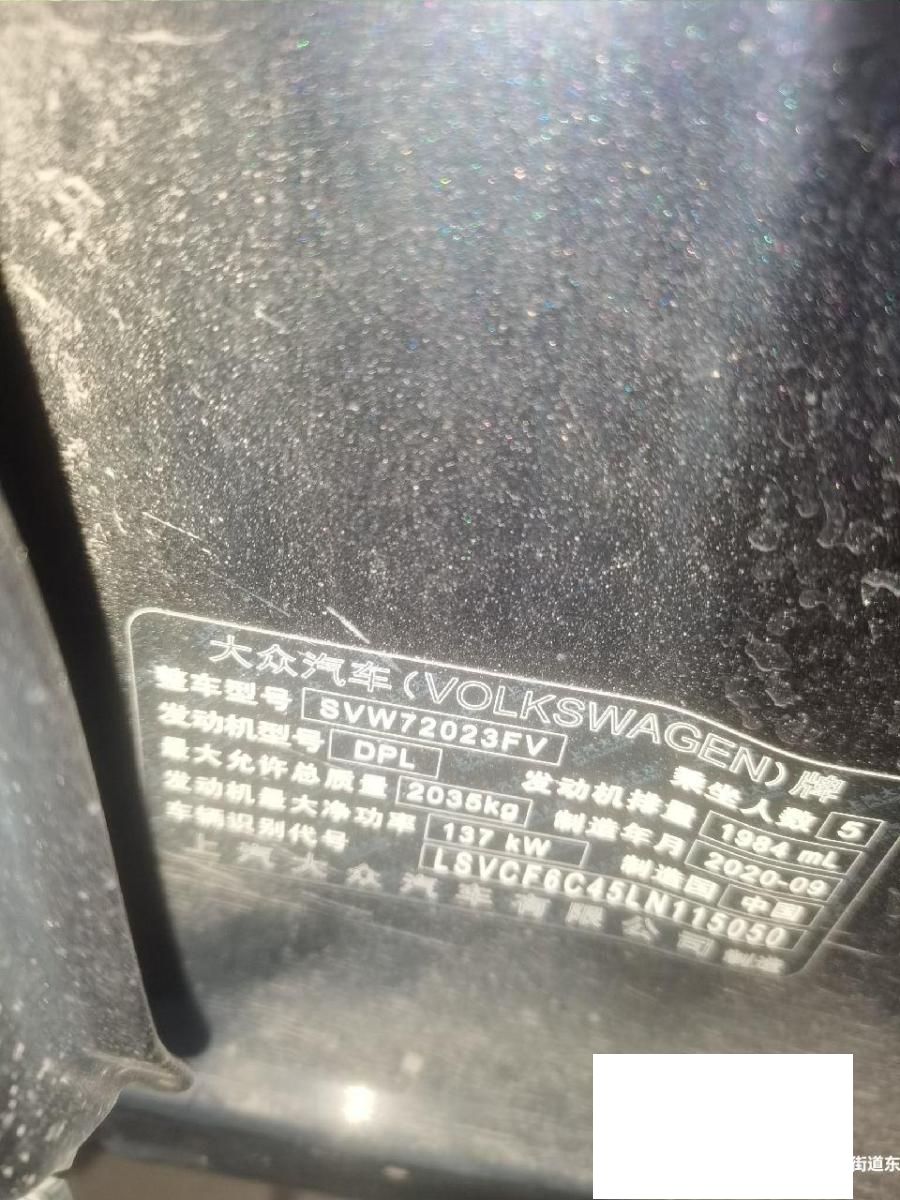 大众汽车(VOLKSWAGEN)牌
整车型号 SVW72023FV 乘坐人数 5
发动机型号 DPL 发动机排量 1984 mL
最大允许总质量 2035kg 制造年月 2020-09
发动机最大净功率 137 kW 制造国 中国
车辆识别代号 LSVCF6C45LN115050
上汽大众汽车有限公司 制造
街道东